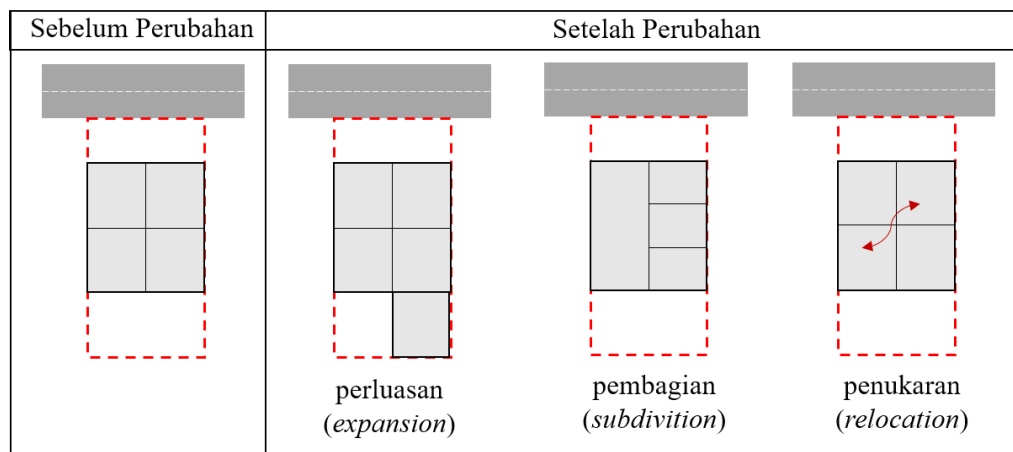 Sebelum Perubahan
Setelah Perubahan
perluasan
(expansion)
pembagian
(subdivition)
penukaran
(relocation)